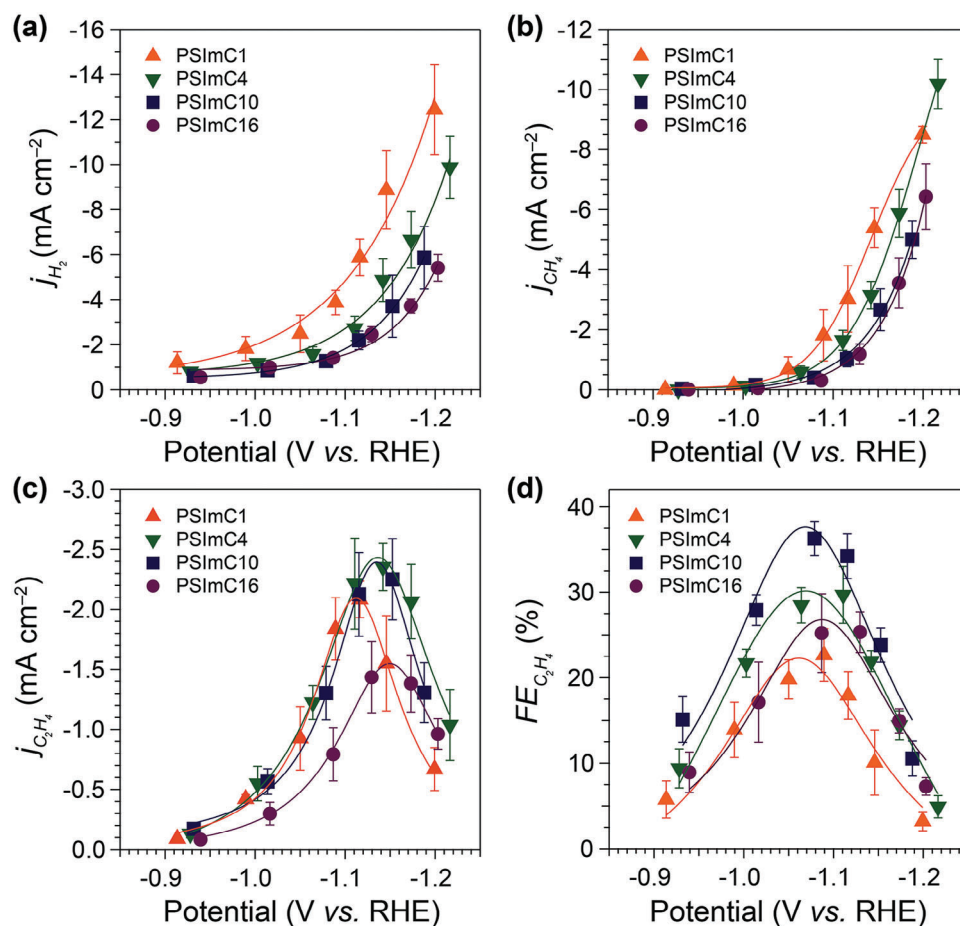 (a)
-16
-14
-12
-10
-8
-6
-4
-2
0
j_H₂ (mA cm⁻²)
PSImC1
PSImC4
PSImC10
PSImC16
-0.9 -1.0 -1.1 -1.2
Potential (V vs. RHE)
(b)
-10
-8
-6
-4
-2
0
j_CH₄ (mA cm⁻²)
PSImC1
PSImC4
PSImC10
PSImC16
-0.9 -1.0 -1.1 -1.2
Potential (V vs. RHE)
(c)
-3.0
-2.5
-2.0
-1.5
-1.0
-0.5
0.0
j_C₂H₄ (mA cm⁻²)
PSImC1
PSImC4
PSImC10
PSImC16
-0.9 -1.0 -1.1 -1.2
Potential (V vs. RHE)
(d)
40
30
20
10
0
FE_C₂H₄ (%)
PSImC1
PSImC4
PSImC10
PSImC16
-0.9 -1.0 -1.1 -1.2
Potential (V vs. RHE)